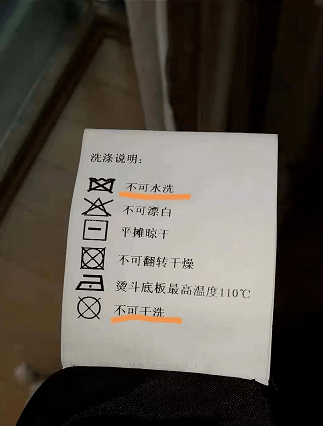 洗涤说明：
不可水洗
不可漂白
平摊晾干
不可翻转干燥
熨斗底板最高温度110℃
不可干洗